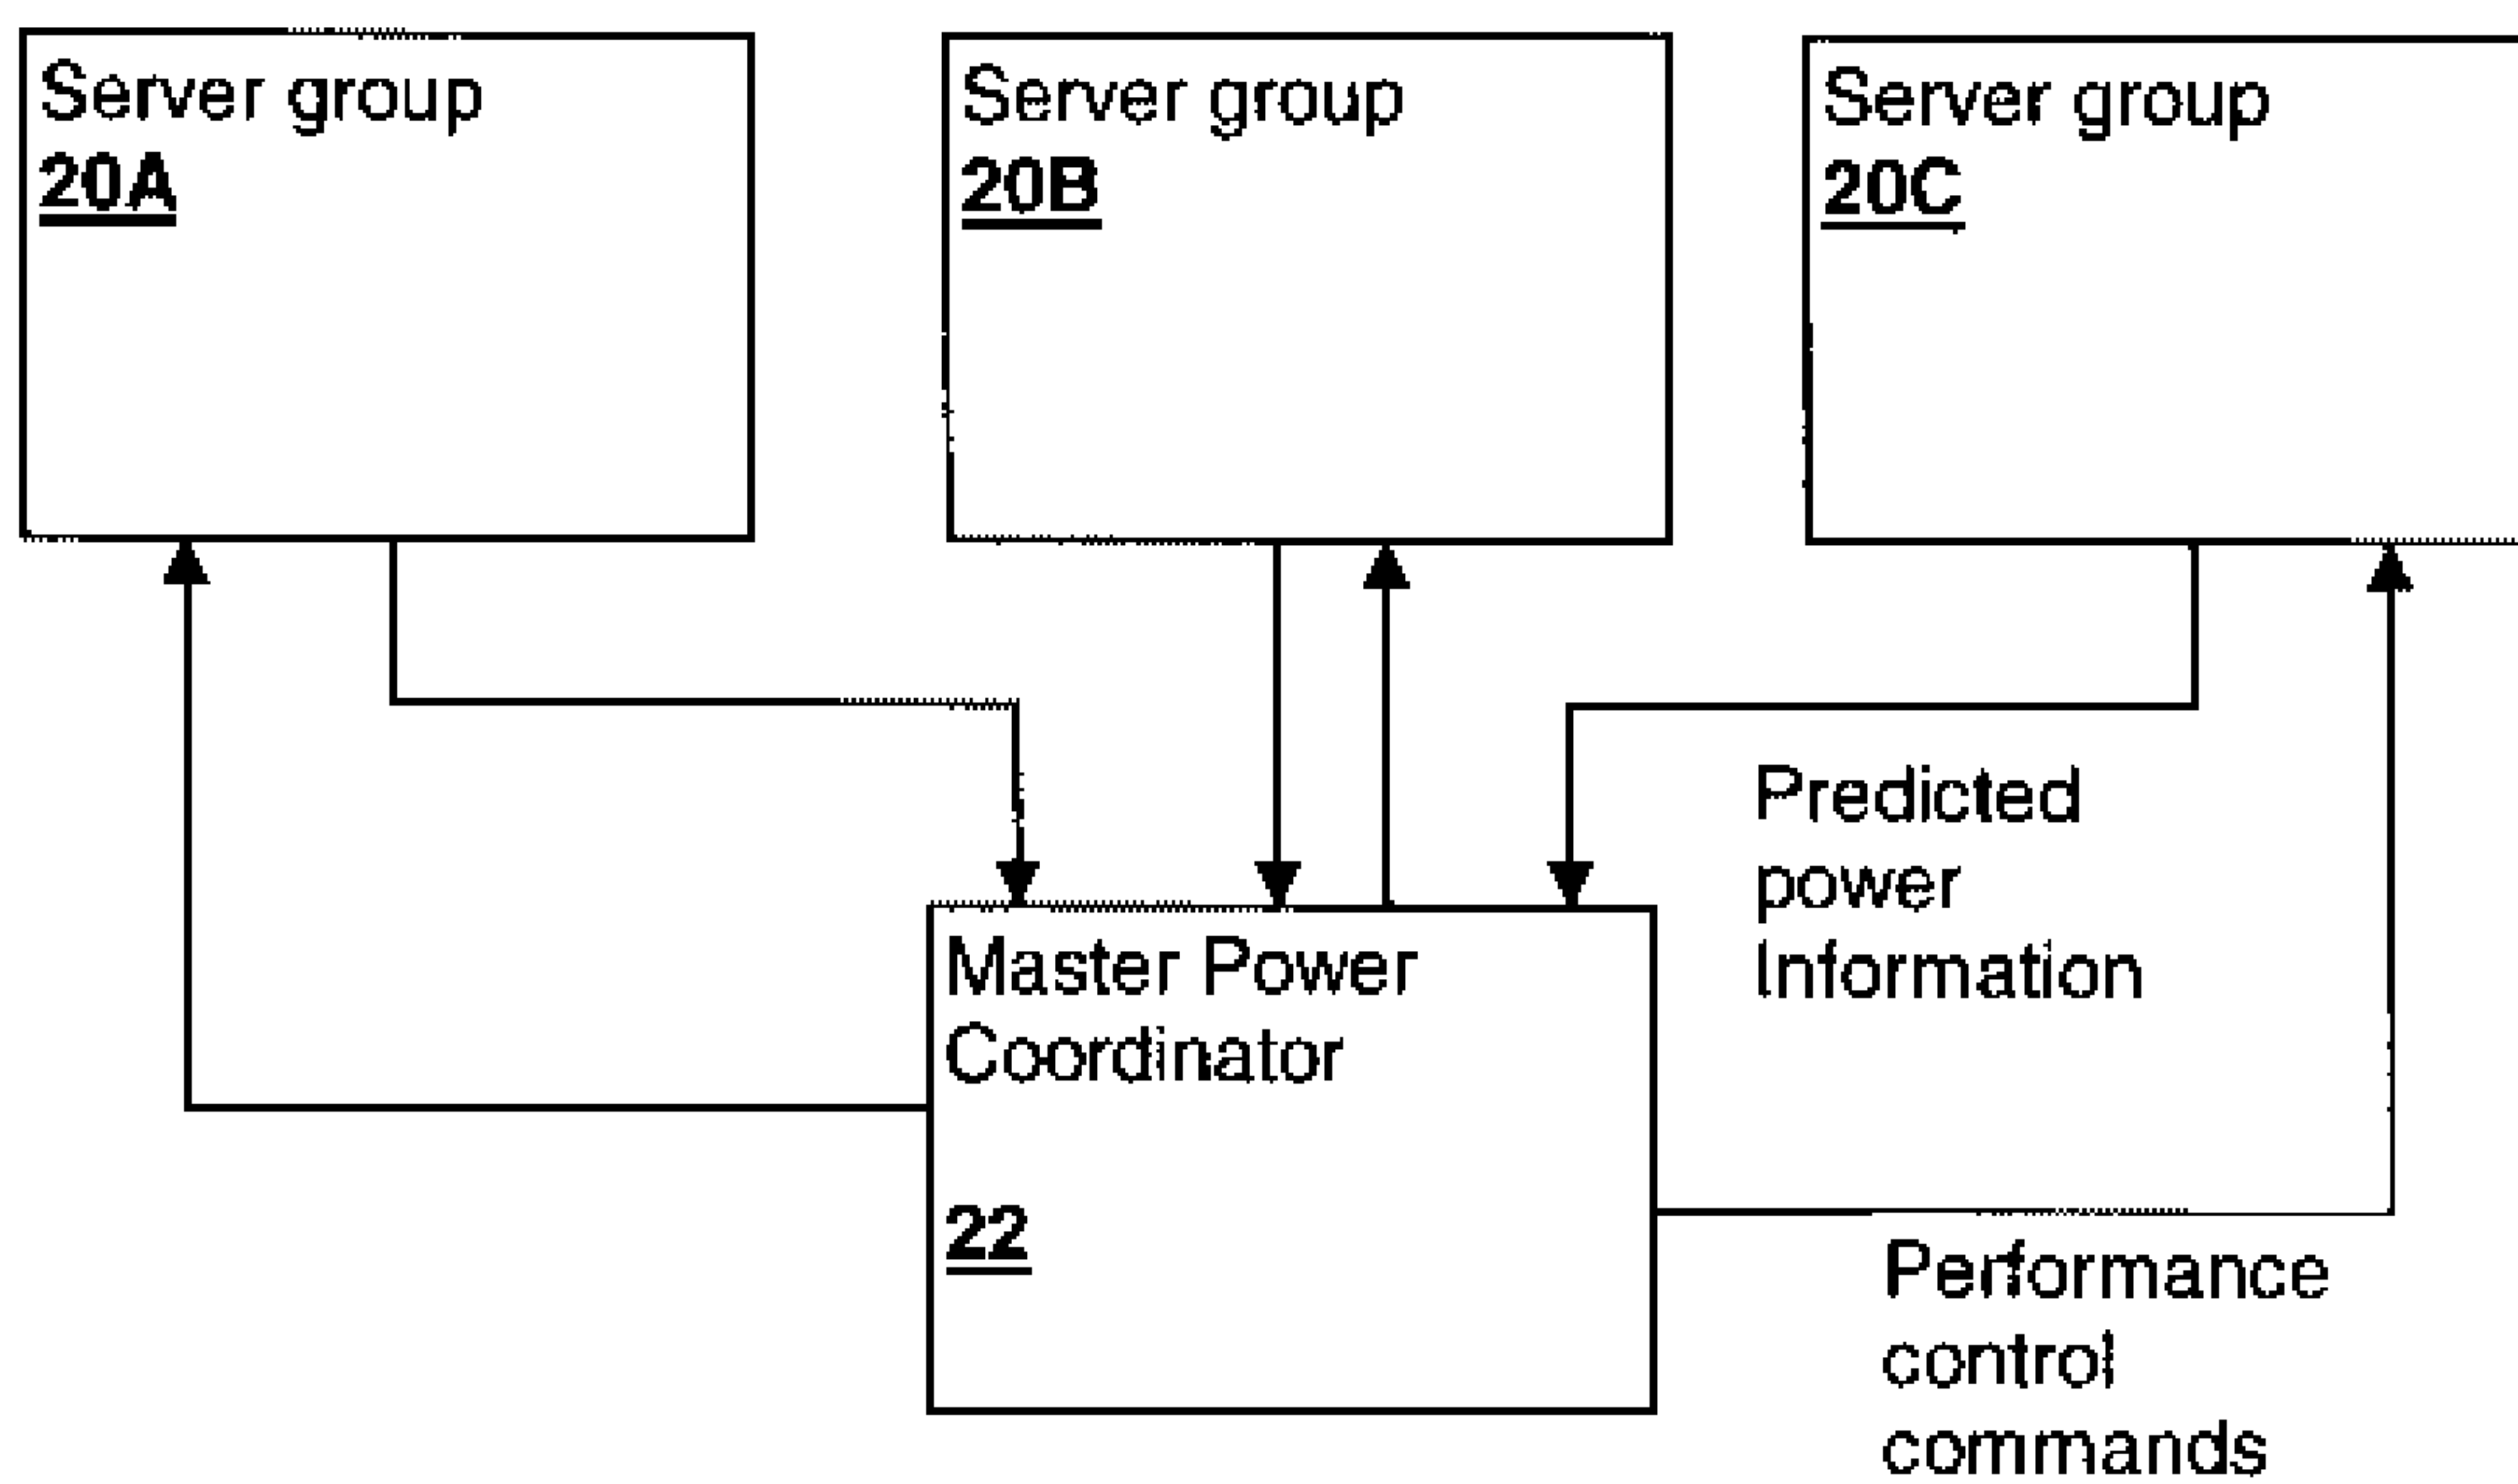 Server group
20A
Server group
20B
Server group
20C
Predicted
power
Information
Master Power
Coordinator
22
Performance
control
commands